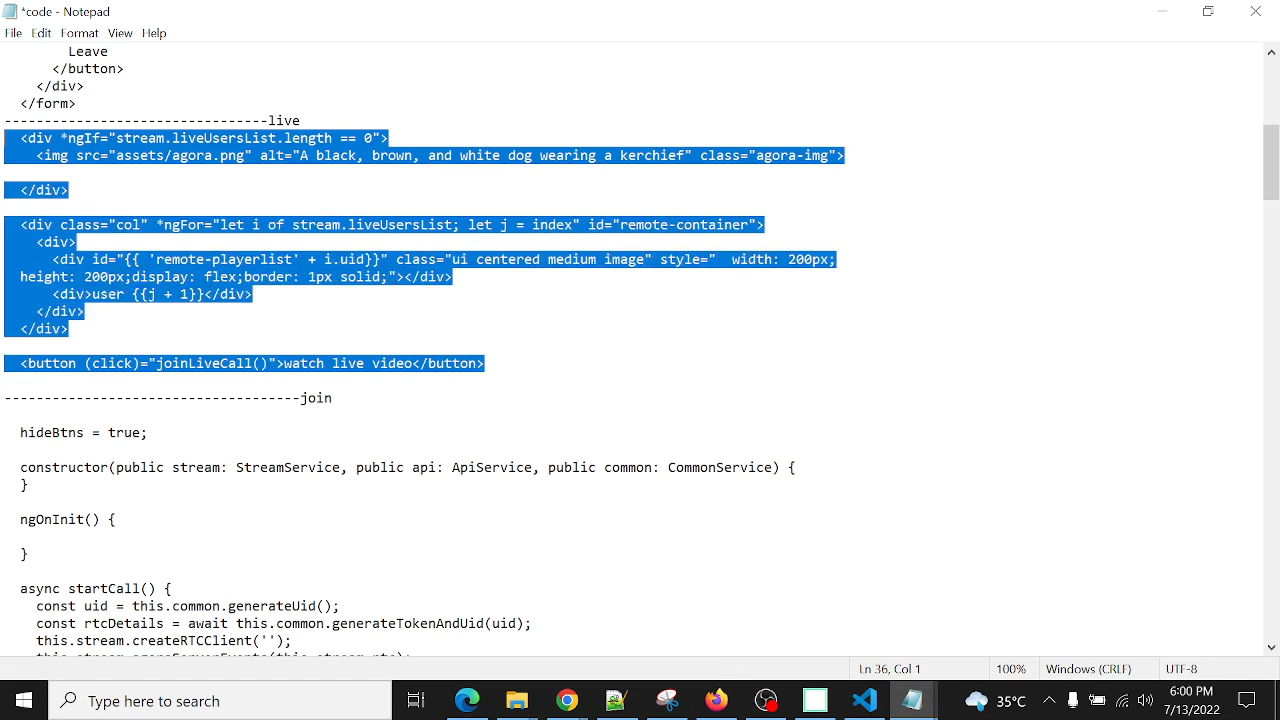 *code - Notepad
File Edit Format View Help
Leave
</button>
</div>
</form>
---------------------------------live
<div *ngIf="stream.liveUsersList.length == 0">
<img src="assets/agora.png" alt="A black, brown, and white dog wearing a kerchief" class="agora-img">
</div>
<div class="col" *ngFor="let i of stream.liveUsersList; let j = index" id="remote-container">
<div>
<div id="{{ 'remote-playerlist' + i.uid}}" class="ui centered medium image" style="  width: 200px;
height: 200px;display: flex;border: 1px solid;"></div>
<div>user {{j + 1}}</div>
</div>
</div>
<button (click)="joinLiveCall()">watch live video</button>
-------------------------------------join
hideBtns = true;
constructor(public stream: StreamService, public api: ApiService, public common: CommonService) {
}
ngOnInit() {
}
async startCall() {
const uid = this.common.generateUid();
const rtcDetails = await this.common.generateTokenAndUid(uid);
this.stream.createRTCClient('');
Ln 36, Col 1
100%
Windows (CRLF)
UTF-8
Type here to search
35°C
6:00 PM
7/13/2022